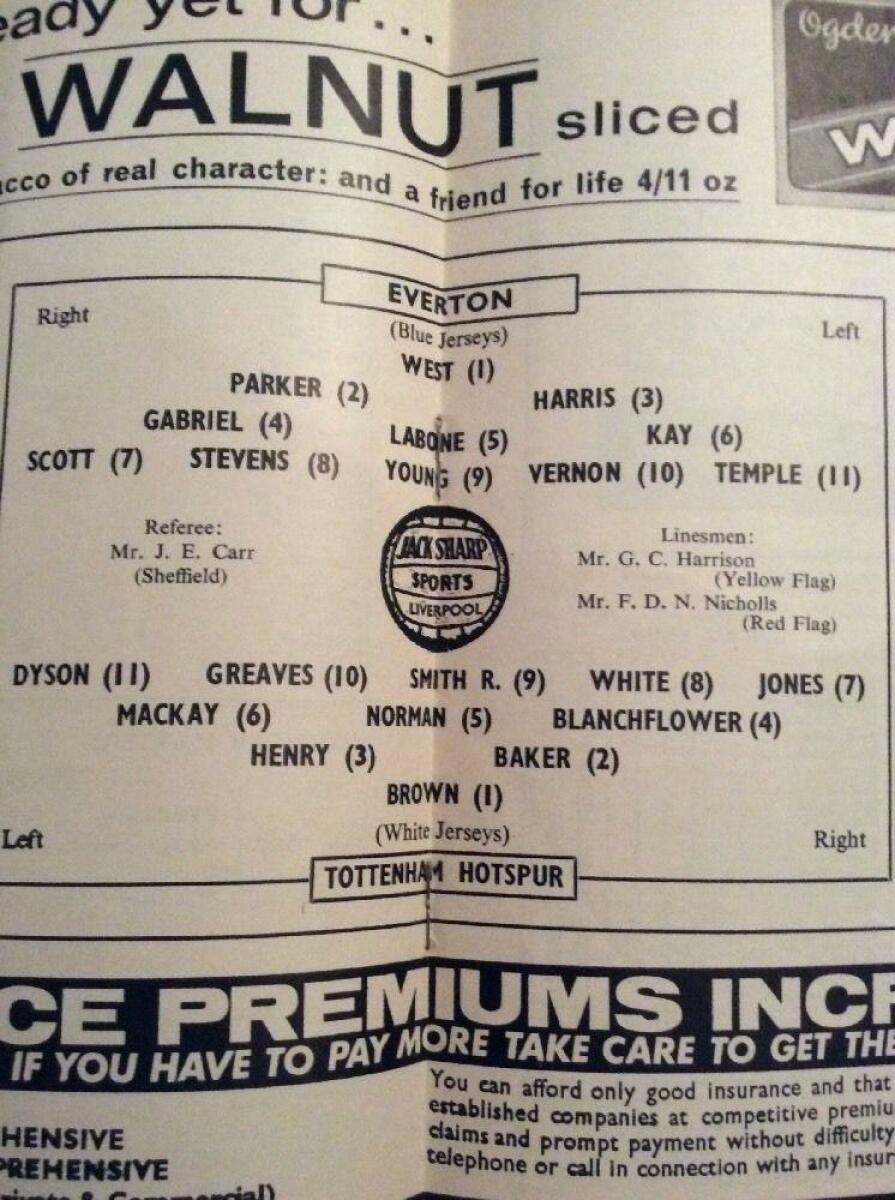 eady yet for...
WALNUT sliced
Ogden
W
acco of real character: and a friend for life 4/11 oz
EVERTON
(Blue Jerseys)
Right
Left
WEST (1)
PARKER (2) HARRIS (3)
GABRIEL (4) LABONE (5) KAY (6)
SCOTT (7) STEVENS (8) YOUNG (9) VERNON (10) TEMPLE (11)
Referee:
Mr. J. E. Carr
(Sheffield)
JACK SHARP
SPORTS
LIVERPOOL
Linesmen:
Mr. G. C. Harrison
(Yellow Flag)
Mr. F. D. N. Nicholls
(Red Flag)
DYSON (11) GREAVES (10) SMITH R. (9) WHITE (8) JONES (7)
MACKAY (6) NORMAN (5) BLANCHFLOWER (4)
HENRY (3) BAKER (2)
BROWN (1)
Left
(White Jerseys)
Right
TOTTENHAM HOTSPUR
CE PREMIUMS INCR
IF YOU HAVE TO PAY MORE TAKE CARE TO GET THE
You can afford only good insurance and that
established companies at competitive premiu
claims and prompt payment without difficulty
telephone or call in connection with any insur
HENSIVE
PREHENSIVE
& Commercial)